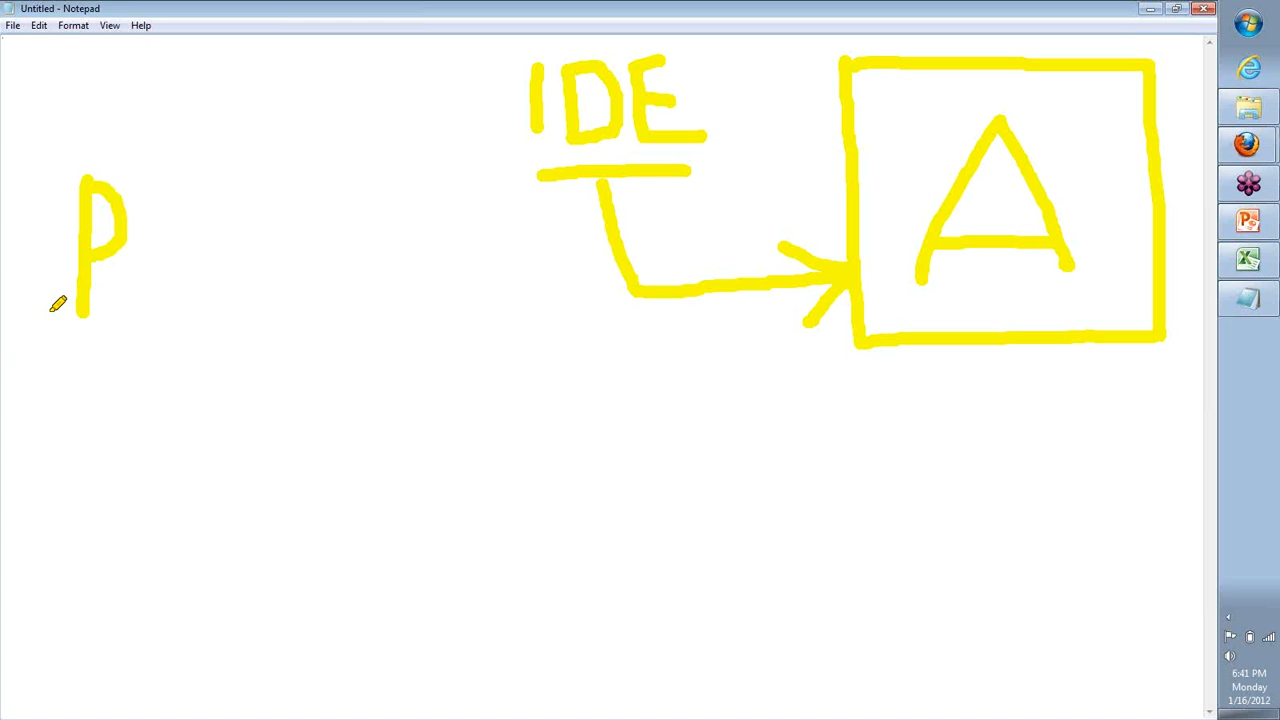 Untitled - Notepad
File Edit Format View Help
IDE
A
P
6:41 PM
Monday
1/16/2012